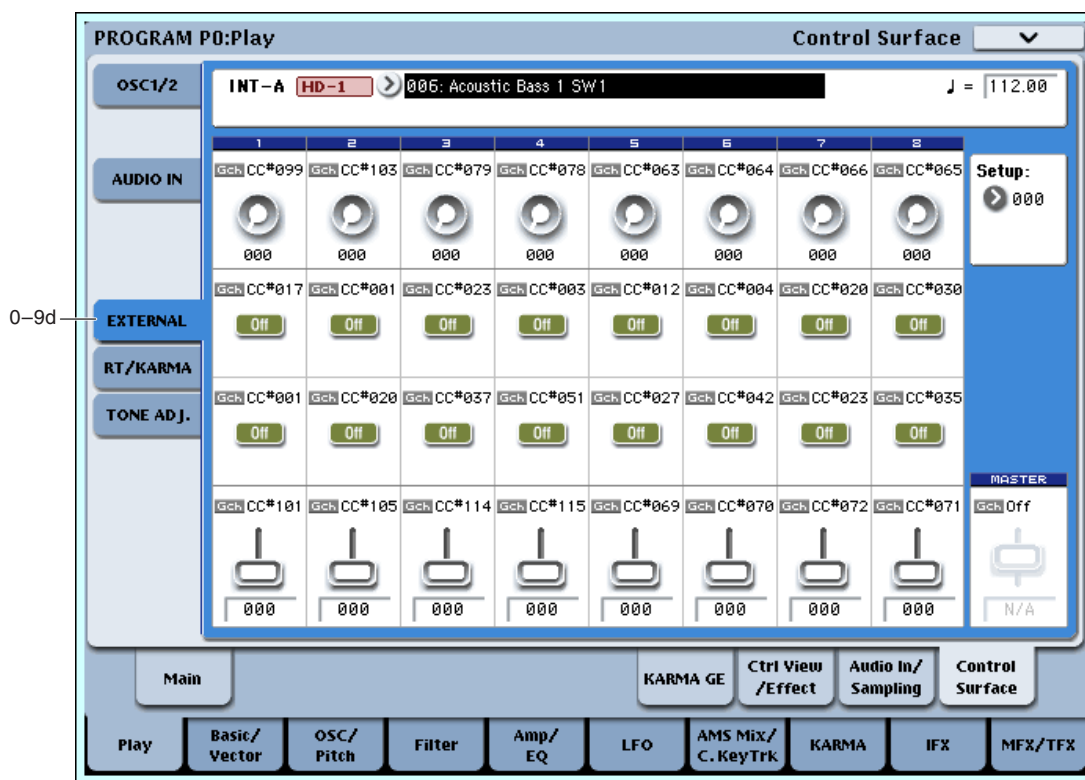 PROGRAM P0:Play Control Surface
OSC1/2
INT-A HD-1 006: Acoustic Bass 1 SW1 ♩ = 112.00
1 2 3 4 5 6 7 8
AUDIO IN
Gch CC#099 Gch CC#103 Gch CC#079 Gch CC#078 Gch CC#063 Gch CC#064 Gch CC#066 Gch CC#065
Setup:
000
000 000 000 000 000 000 000 000
Gch CC#017 Gch CC#001 Gch CC#023 Gch CC#003 Gch CC#012 Gch CC#004 Gch CC#020 Gch CC#030
0–9d
EXTERNAL
Off Off Off Off Off Off Off Off
RT/KARMA
Gch CC#001 Gch CC#020 Gch CC#037 Gch CC#051 Gch CC#027 Gch CC#042 Gch CC#023 Gch CC#035
TONE ADJ.
Off Off Off Off Off Off Off Off
MASTER
Gch CC#101 Gch CC#105 Gch CC#114 Gch CC#115 Gch CC#069 Gch CC#070 Gch CC#072 Gch CC#071 Gch Off
000 000 000 000 000 000 000 000 N/A
Main
KARMA GE
Ctrl View
/Effect
Audio In/
Sampling
Control
Surface
Play
Basic/
Vector
OSC/
Pitch
Filter
Amp/
EQ
LFO
AMS Mix/
C.KeyTrk
KARMA
IFX
MFX/TFX